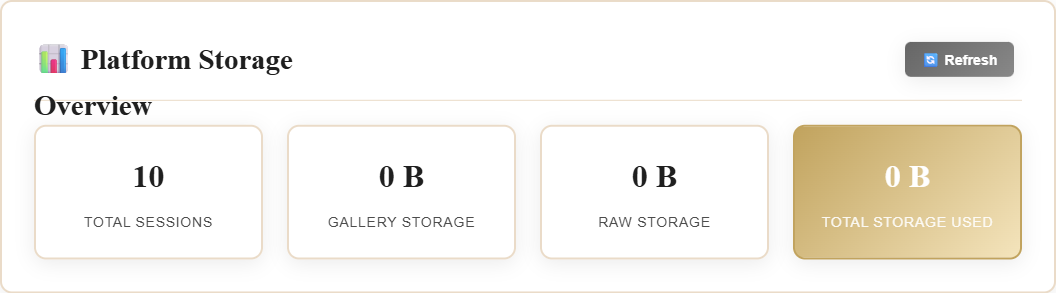 Platform Storage
Refresh
Overview
10
TOTAL SESSIONS
0 B
GALLERY STORAGE
0 B
RAW STORAGE
0 B
TOTAL STORAGE USED